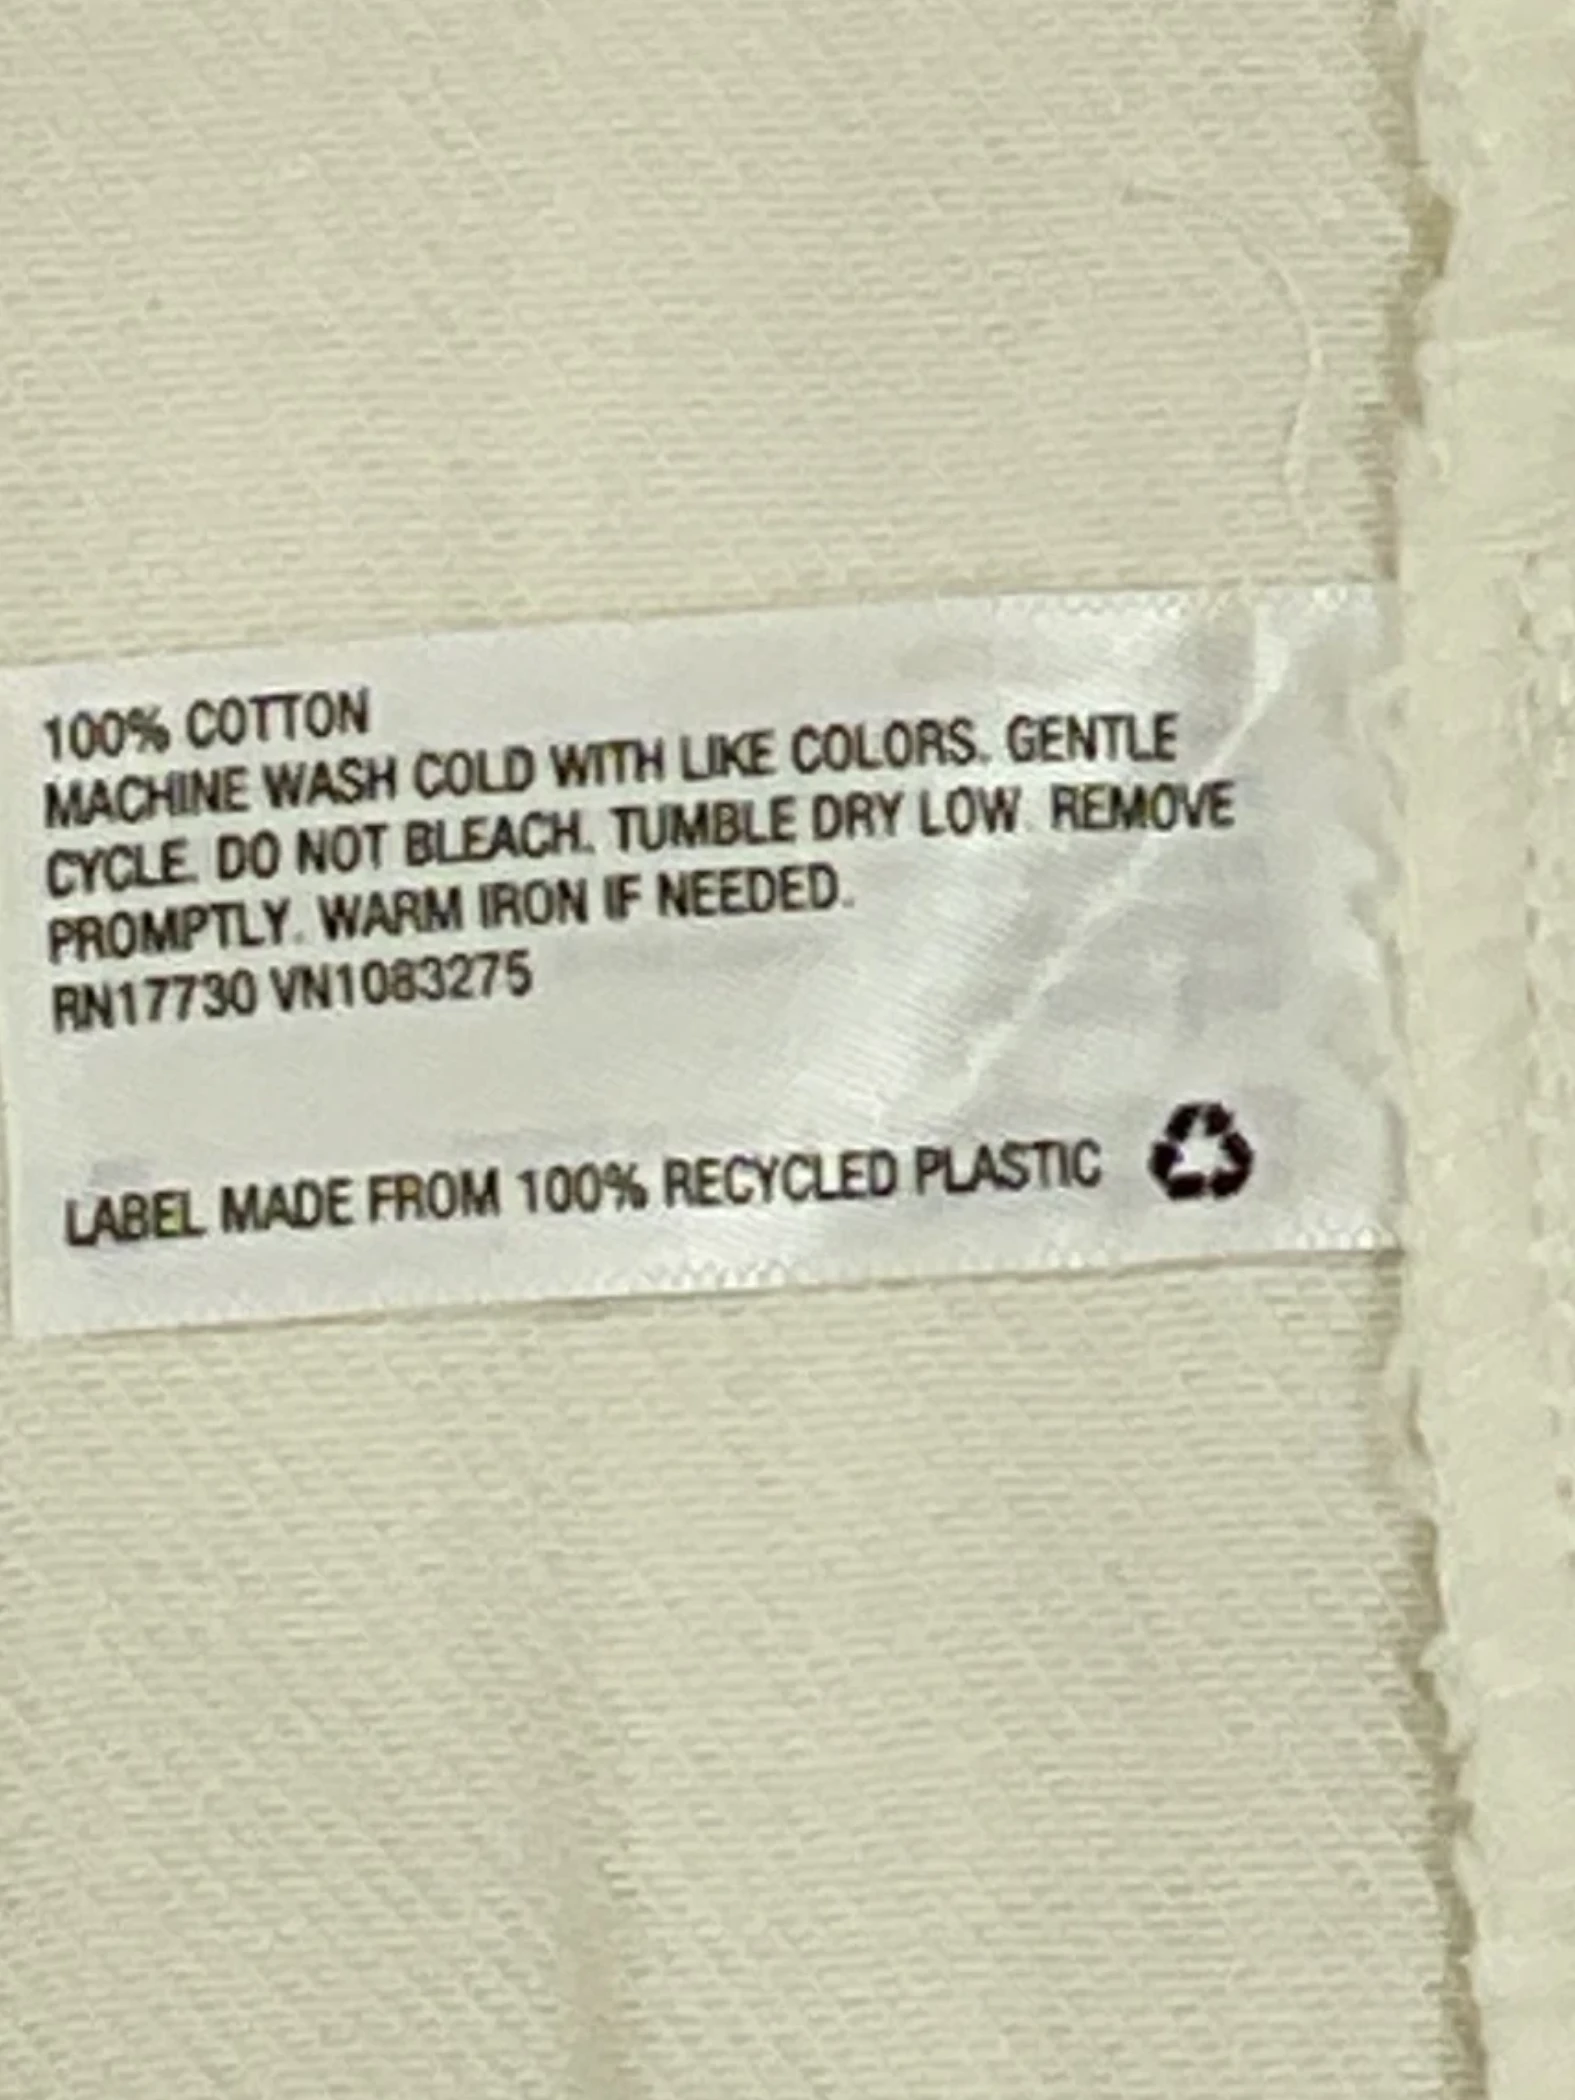 100% COTTON
MACHINE WASH COLD WITH LIKE COLORS. GENTLE
CYCLE. DO NOT BLEACH. TUMBLE DRY LOW. REMOVE
PROMPTLY. WARM IRON IF NEEDED.
RN17730 VN1083275
LABEL MADE FROM 100% RECYCLED PLASTIC